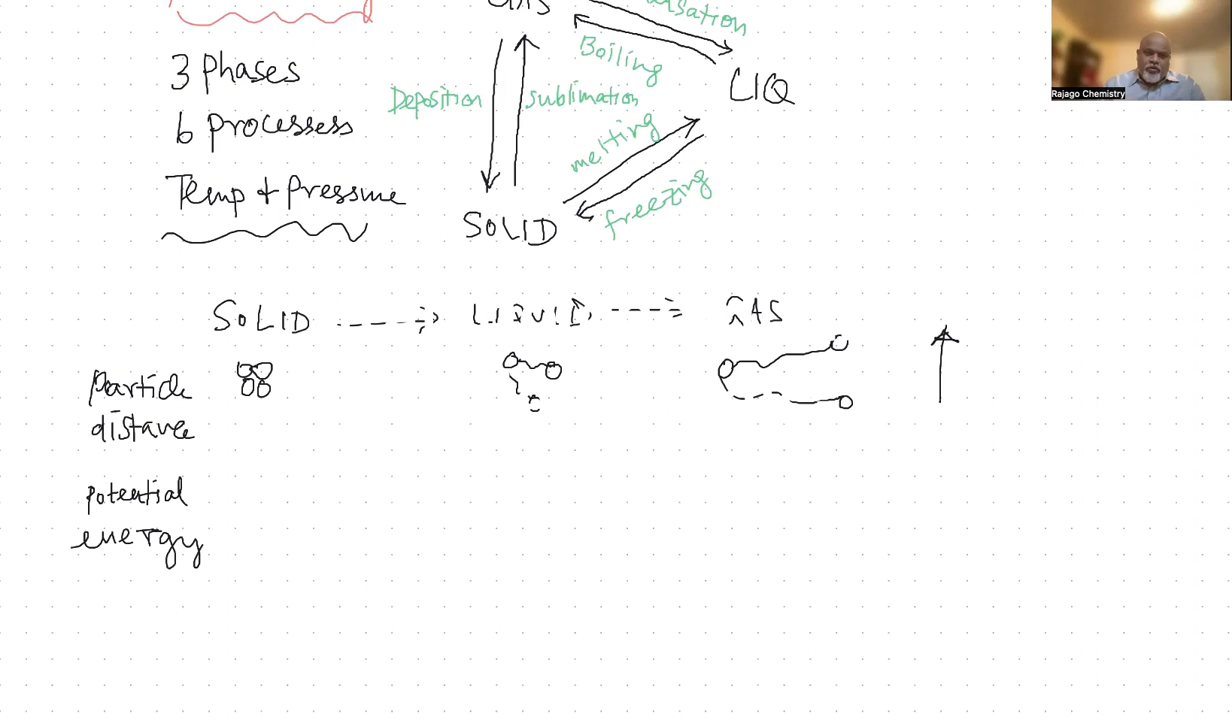 3 Phases
6 Processess
Temp + Pressure
Deposition
sublimation
Boiling
LIQ
melting
freezing
SOLID
Rajago Chemistry
SOLID LIQUID GAS
Particle
distance
potential
energy